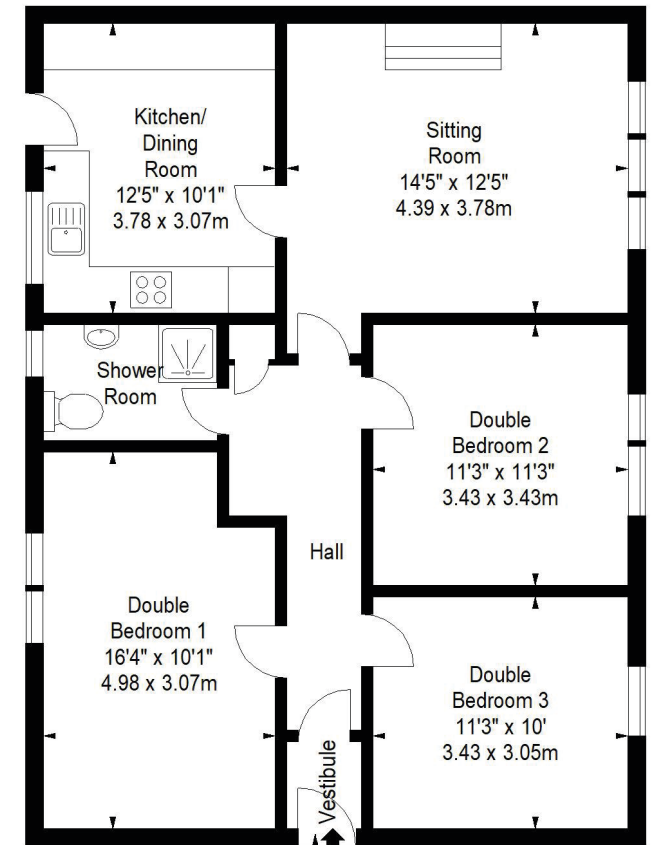 Kitchen/
Dining
Room
12'5" x 10'1"
3.78 x 3.07m
Sitting
Room
14'5" x 12'5"
4.39 x 3.78m
Shower
Room
Double
Bedroom 2
11'3" x 11'3"
3.43 x 3.43m
Hall
Double
Bedroom 1
16'4" x 10'1"
4.98 x 3.07m
Double
Bedroom 3
11'3" x 10'
3.43 x 3.05m
Vestibule